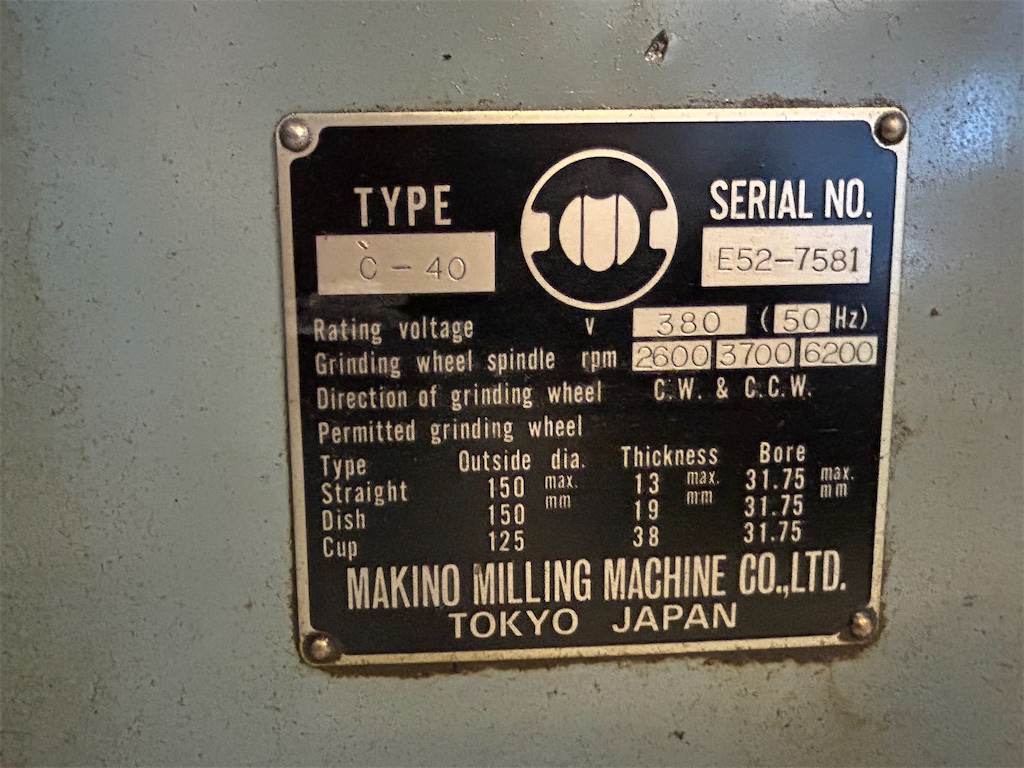 TYPE
SERIAL NO.
C-40
E52-7581
Rating voltage V 380 (50 Hz)
Grinding wheel spindle rpm 2600 3700 6200
Direction of grinding wheel C.W. & C.C.W.
Permitted grinding wheel
Type Outside dia. Thickness Bore
Straight 150 max. mm 13 max. mm 31.75 max. mm
Dish 150 19 31.75
Cup 125 38 31.75
MAKINO MILLING MACHINE CO.,LTD.
TOKYO JAPAN